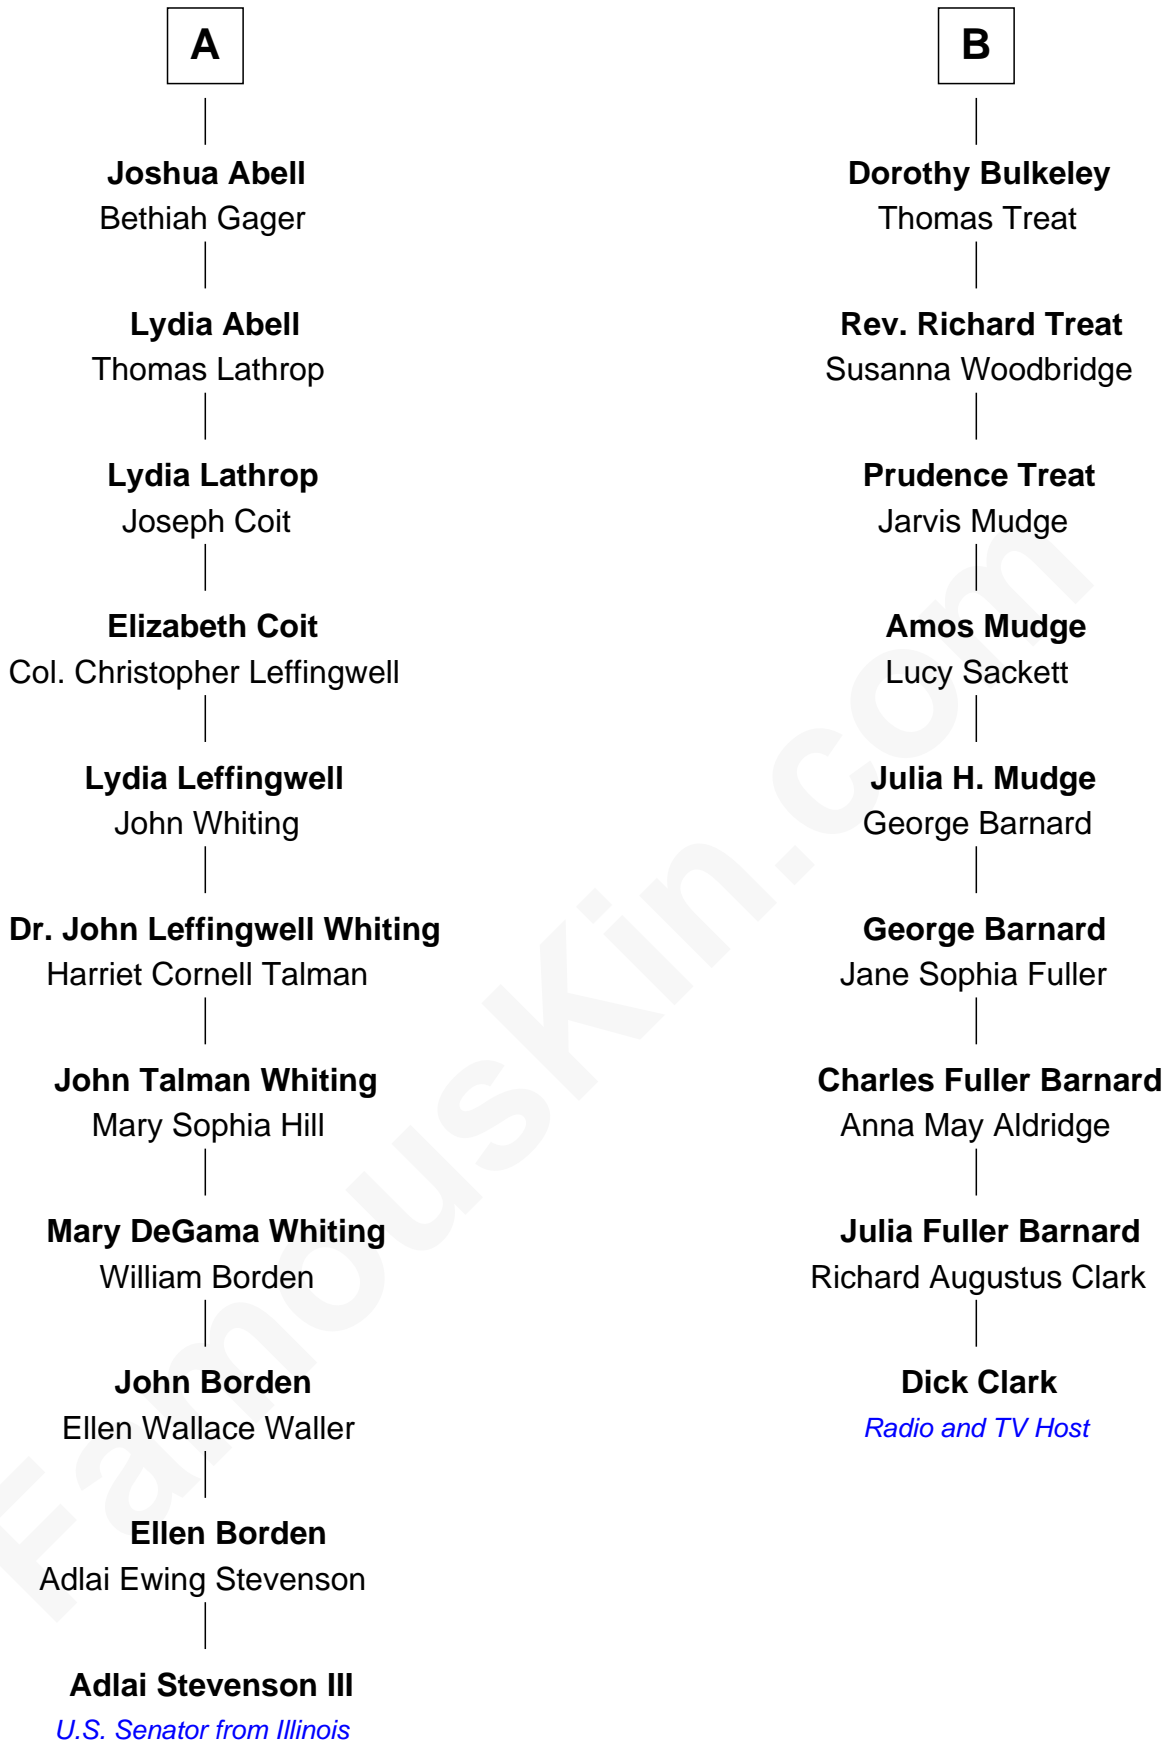 A
Joshua Abell
Bethiah Gager
Lydia Abell
Thomas Lathrop
Lydia Lathrop
Joseph Coit
Elizabeth Coit
Col. Christopher Leffingwell
Lydia Leffingwell
John Whiting
Dr. John Leffingwell Whiting
Harriet Cornell Talman
John Talman Whiting
Mary Sophia Hill
Mary DeGama Whiting
William Borden
John Borden
Ellen Wallace Waller
Ellen Borden
Adlai Ewing Stevenson
Adlai Stevenson III
U.S. Senator from Illinois
B
Dorothy Bulkeley
Thomas Treat
Rev. Richard Treat
Susanna Woodbridge
Prudence Treat
Jarvis Mudge
Amos Mudge
Lucy Sackett
Julia H. Mudge
George Barnard
George Barnard
Jane Sophia Fuller
Charles Fuller Barnard
Anna May Aldridge
Julia Fuller Barnard
Richard Augustus Clark
Dick Clark
Radio and TV Host
FamousKin.com